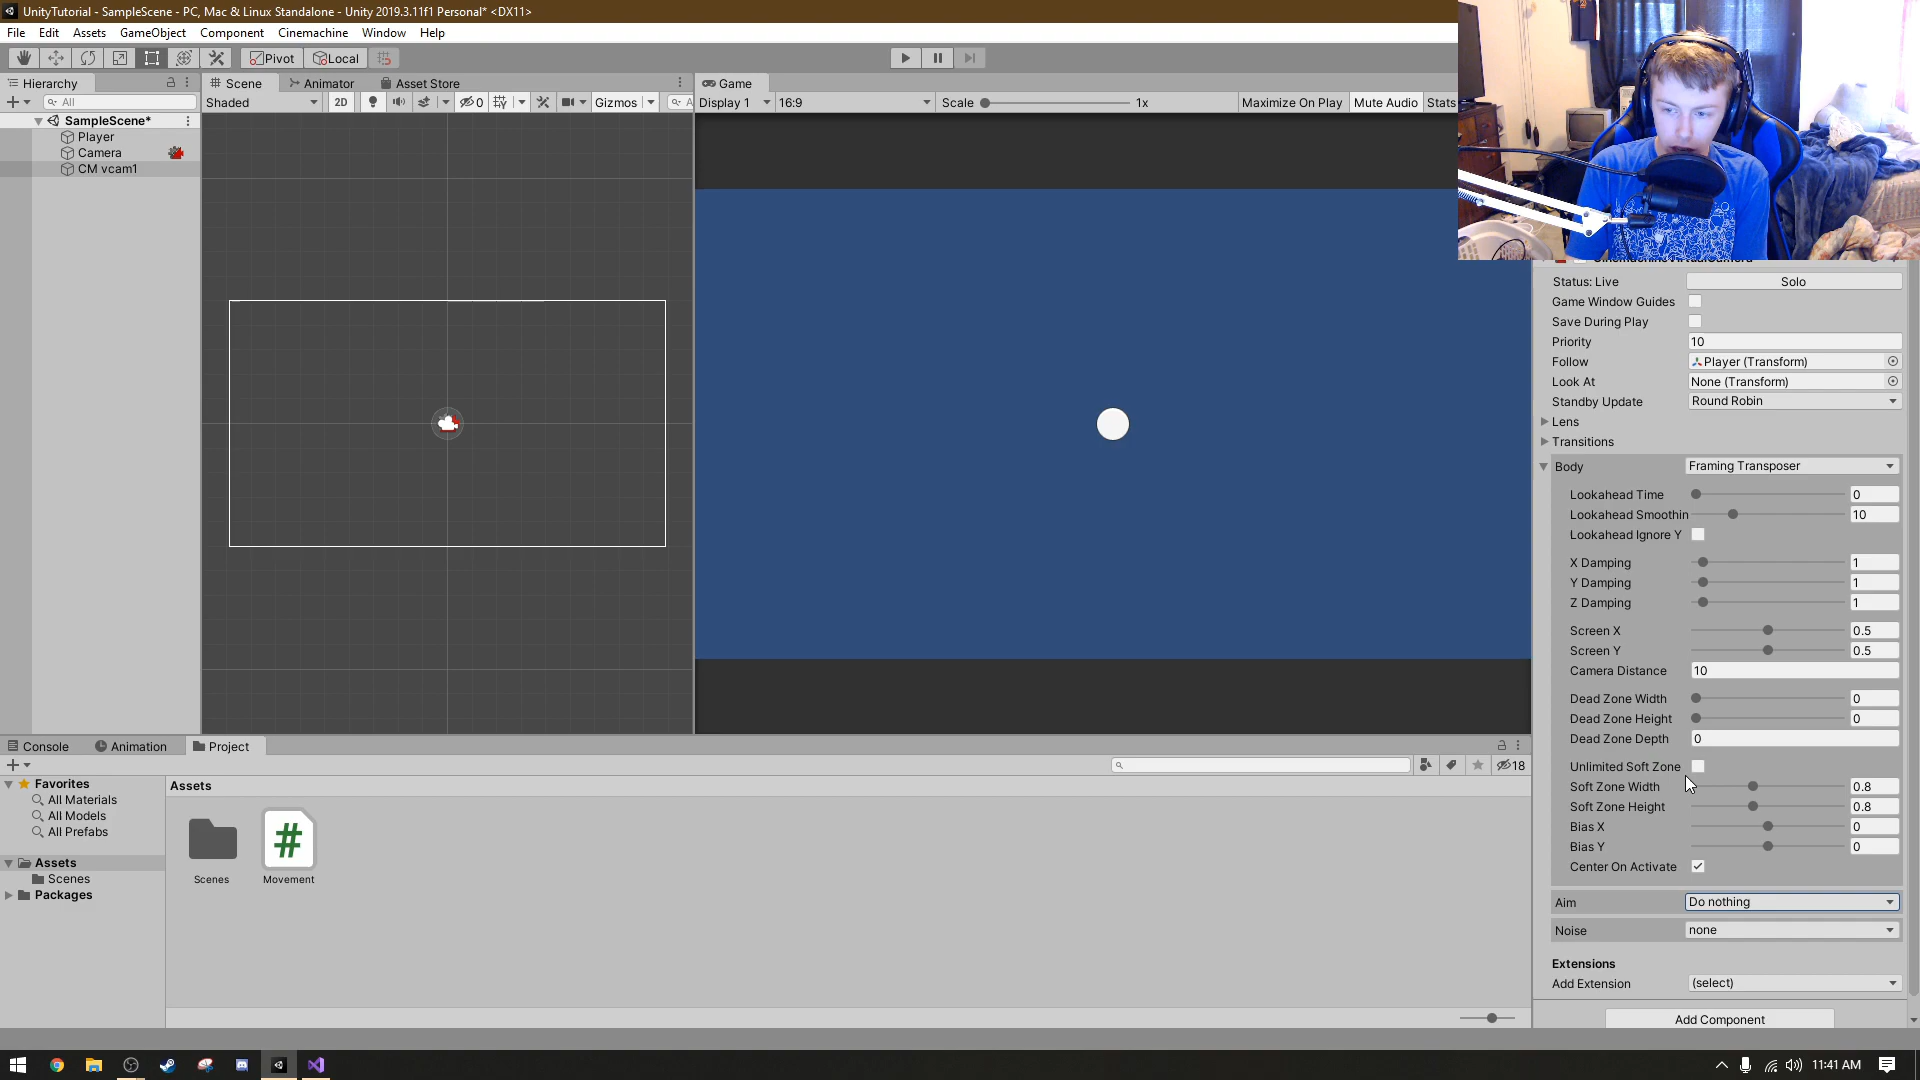 UnityTutorial - SampleScene - PC, Mac & Linux Standalone - Unity 2019.3.11f1 Personal* <DX11>
File Edit Assets GameObject Component Cinemachine Window Help
Pivot Local
Hierarchy Scene Animator Asset Store Game
All Shaded 2D 0 Gizmos A Display 1 16:9 Scale 1x Maximize On Play Mute Audio Stats
SampleScene*
Player
Camera
CM vcam1
Status: Live Solo
Game Window Guides
Save During Play
Priority 10
Follow Player (Transform)
Look At None (Transform)
Standby Update Round Robin
Lens
Transitions
Body Framing Transposer
Lookahead Time 0
Lookahead Smoothin 10
Lookahead Ignore Y
X Damping 1
Y Damping 1
Z Damping 1
Screen X 0.5
Screen Y 0.5
Camera Distance 10
Dead Zone Width 0
Dead Zone Height 0
Dead Zone Depth 0
Unlimited Soft Zone
Soft Zone Width 0.8
Soft Zone Height 0.8
Bias X 0
Bias Y 0
Center On Activate
Aim Do nothing
Noise none
Extensions
Add Extension (select)
Add Component
Console Animation Project
18
Favorites
All Materials
All Models
All Prefabs
Assets
Scenes
Packages
Assets
#
Scenes Movement
11:41 AM